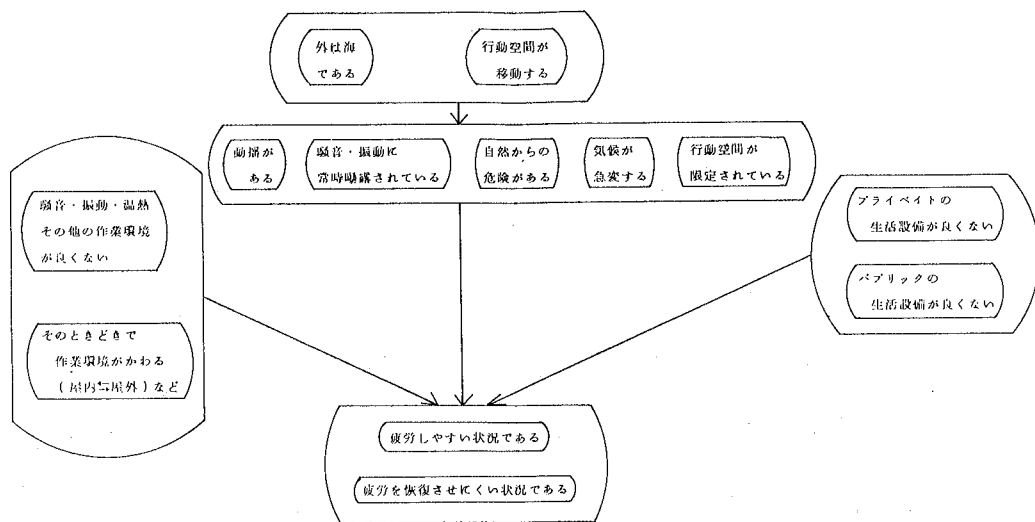 外は海
である
行動空間が
移動する
動揺が
ある
騒音・振動に
常時曝露されている
自然からの
危険がある
気候が
急変する
行動空間が
限定されている
騒音・振動・温熱
その他の作業環境
が良くない
そのときどきで
作業環境がかわる
(屋内⇆屋外)など
プライベイトの
生活設備が良くない
パブリックの
生活設備が良くない
疲労しやすい状況である
疲労を恢復させにくい状況である